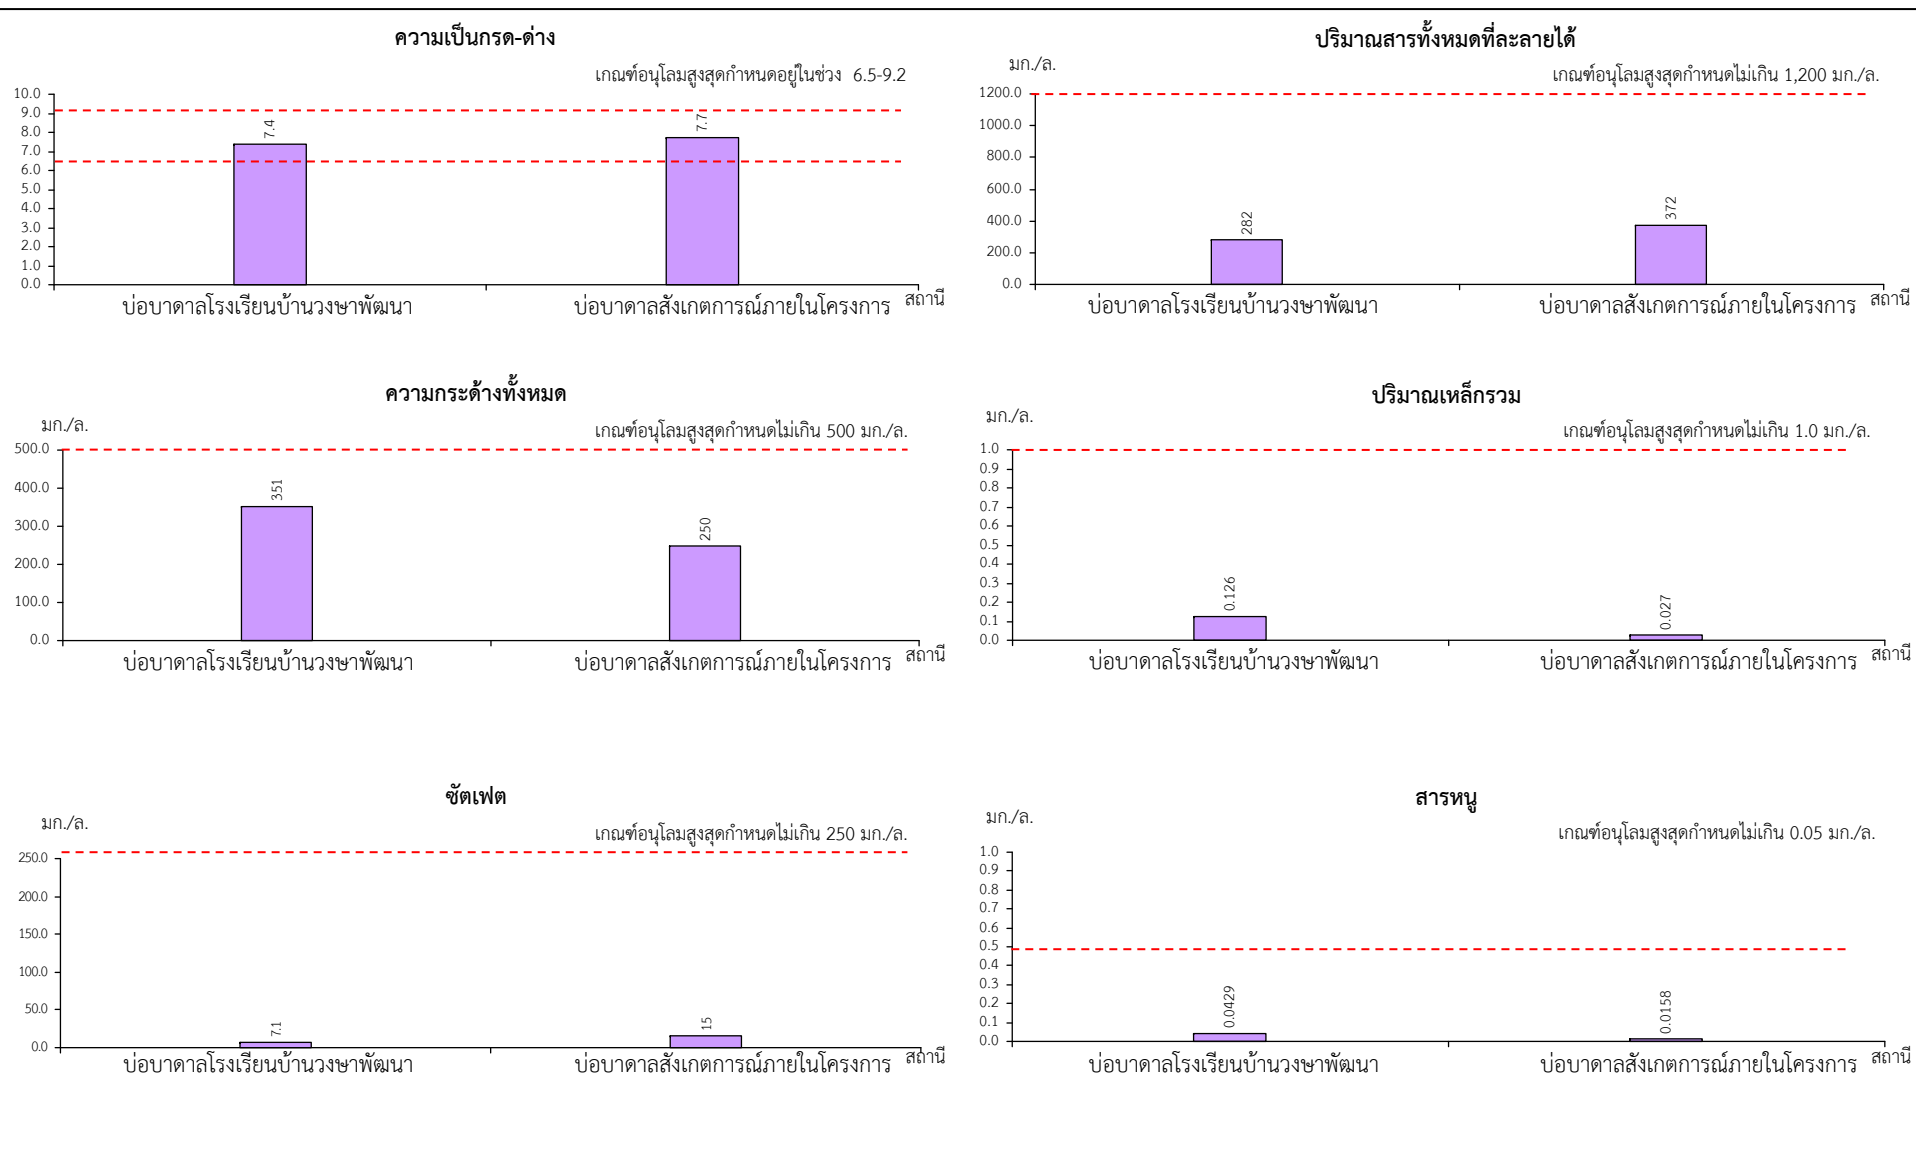 ความเป็นกรด-ด่าง
เกณฑ์อนุโลมสูงสุดกำหนดอยู่ในช่วง 6.5-9.2
10.0
9.0
8.0
7.0
6.0
5.0
4.0
3.0
2.0
1.0
0.0
7.4
7.7
บ่อบาดาลโรงเรียนบ้านวงษาพัฒนา
บ่อบาดาลสังเกตการณ์ภายในโครงการ
สถานี
ปริมาณสารทั้งหมดที่ละลายได้
มก./ล.
เกณฑ์อนุโลมสูงสุดกำหนดไม่เกิน 1,200 มก./ล.
1200.0
1000.0
800.0
600.0
400.0
200.0
0.0
282
372
บ่อบาดาลโรงเรียนบ้านวงษาพัฒนา
บ่อบาดาลสังเกตการณ์ภายในโครงการ
สถานี
ความกระด้างทั้งหมด
มก./ล.
เกณฑ์อนุโลมสูงสุดกำหนดไม่เกิน 500 มก./ล.
500.0
400.0
300.0
200.0
100.0
0.0
351
250
บ่อบาดาลโรงเรียนบ้านวงษาพัฒนา
บ่อบาดาลสังเกตการณ์ภายในโครงการ
สถานี
ปริมาณเหล็กรวม
มก./ล.
เกณฑ์อนุโลมสูงสุดกำหนดไม่เกิน 1.0 มก./ล.
1.0
0.9
0.8
0.7
0.6
0.5
0.4
0.3
0.2
0.1
0.0
0.126
0.027
บ่อบาดาลโรงเรียนบ้านวงษาพัฒนา
บ่อบาดาลสังเกตการณ์ภายในโครงการ
สถานี
ซัตเฟต
มก./ล.
เกณฑ์อนุโลมสูงสุดกำหนดไม่เกิน 250 มก./ล.
250.0
200.0
150.0
100.0
50.0
0.0
7.1
15
บ่อบาดาลโรงเรียนบ้านวงษาพัฒนา
บ่อบาดาลสังเกตการณ์ภายในโครงการ
สถานี
สารหนู
มก./ล.
เกณฑ์อนุโลมสูงสุดกำหนดไม่เกิน 0.05 มก./ล.
1.0
0.9
0.8
0.7
0.6
0.5
0.4
0.3
0.2
0.1
0.0
0.0429
0.0158
บ่อบาดาลโรงเรียนบ้านวงษาพัฒนา
บ่อบาดาลสังเกตการณ์ภายในโครงการ
สถานี